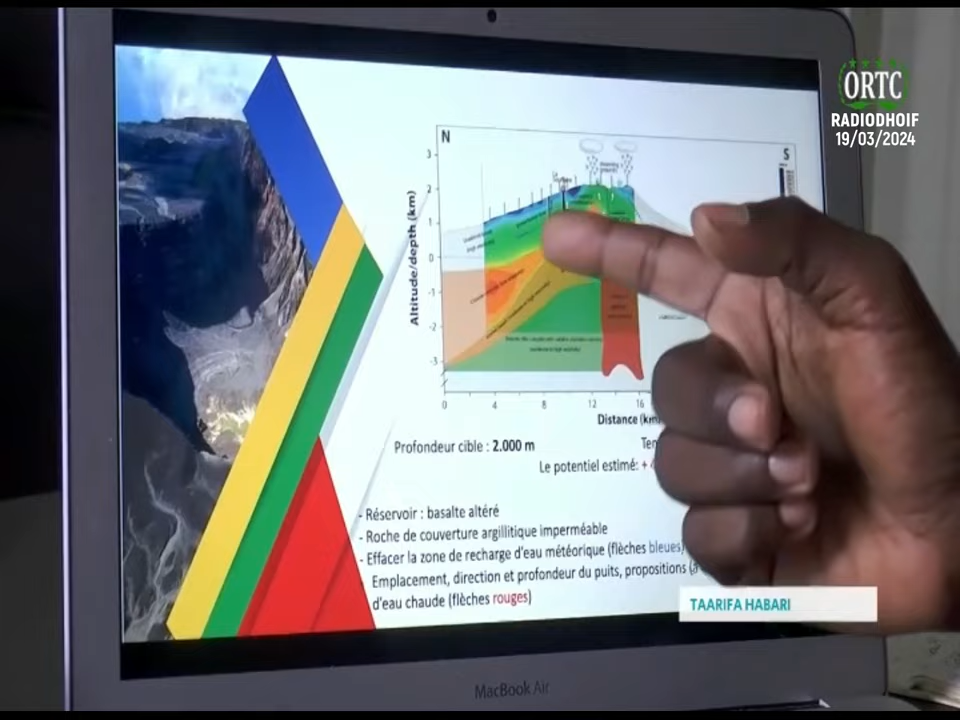 ORTC
RADIODHOIF
19/03/2024
N
S
3
2
1
0
-1
-2
-3
Altitude/depth (km)
0 4 8 12 16
Distance (km)
Profondeur cible : 2.000 m
Le potentiel estimé: +
- Réservoir : basalte altéré
- Roche de couverture argillitique imperméable
- Effacer la zone de recharge d'eau météorique (flèches bleues)
Emplacement, direction et profondeur du puits, propositions
d'eau chaude (flèches rouges)
TAARIFA HABARI
MacBook Air